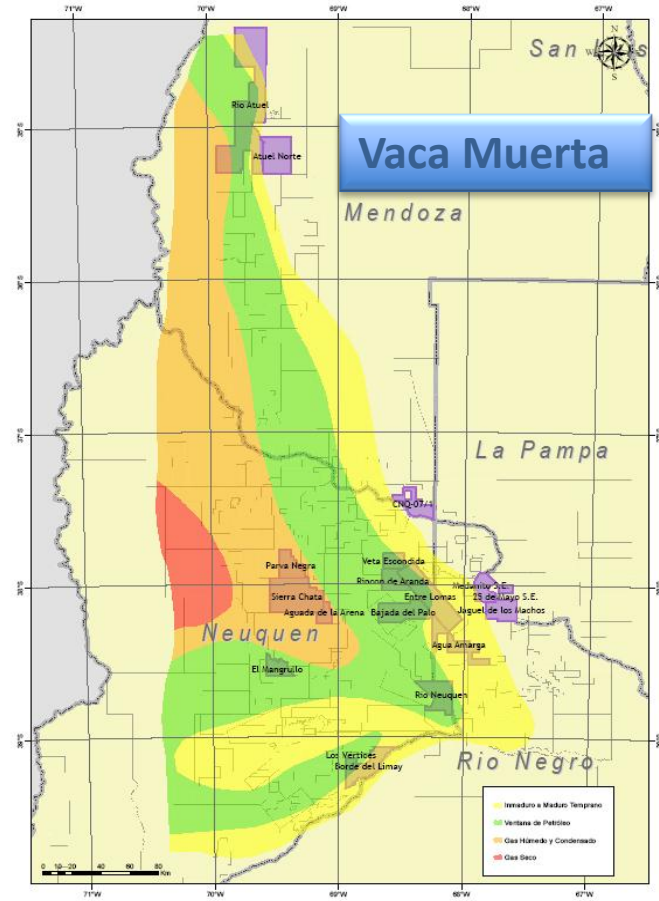 71°W 70°W 69°W 68°W 67°W
N
W
S
San
s
Rio Atuel
Vaca Muerta
Atuel Norte
Mendoza
La Pampa
CNQ-07/
Veta Escondida
Parva Negra
Rincon de Aranda
Medanito S.E.
Sierra Chata
Entre Lomas
25 de Mayo S.E.
Aguada de la Arena
Bajada del Palo
Jaguel de los Machos
Neuquen
Agua Amarga
El Mangrullo
Rio Neuquen
Los Vértices
Rio Negro
Borde del Limay
Inmaduro a Maduro Temprano
Ventana de Petróleo
Gas Húmedo y Condensado
Gas Seco
0 10 20 40 60 80
Km
71°W 70°W 69°W 68°W 67°W